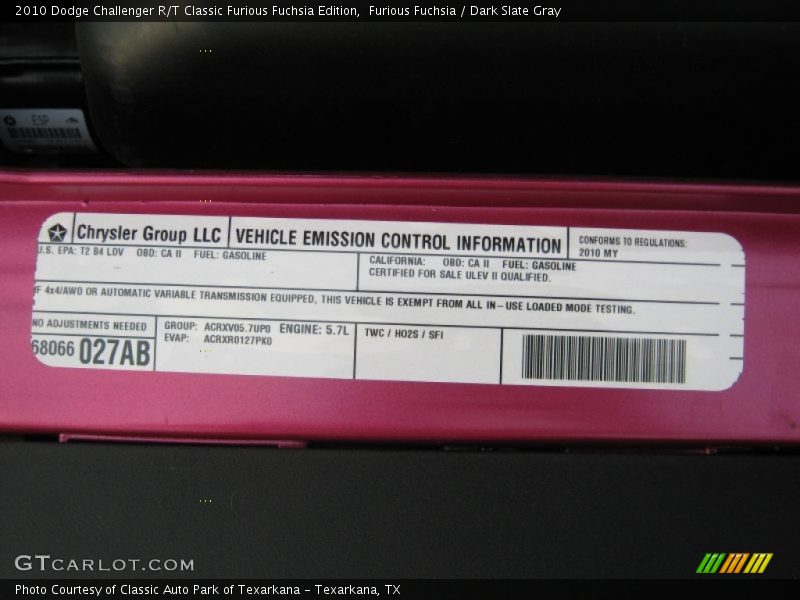 2010 Dodge Challenger R/T Classic Furious Fuchsia Edition,  Furious Fuchsia / Dark Slate Gray
ESP
Chrysler Group LLC
VEHICLE EMISSION CONTROL INFORMATION
CONFORMS TO REGULATIONS:
2010 MY
U.S. EPA: T2 B4 LDV OBD: CA II FUEL: GASOLINE
CALIFORNIA: OBD: CA II FUEL: GASOLINE
CERTIFIED FOR SALE ULEV II QUALIFIED.
IF 4x4/AWD OR AUTOMATIC VARIABLE TRANSMISSION EQUIPPED, THIS VEHICLE IS EXEMPT FROM ALL IN-USE LOADED MODE TESTING.
NO ADJUSTMENTS NEEDED
68066 027AB
GROUP: ACRXV05.7UP0 ENGINE: 5.7L
EVAP: ACRXR0127PK0
TWC / HO2S / SFI
GTCARLOT.COM
Photo Courtesy of Classic Auto Park of Texarkana - Texarkana, TX